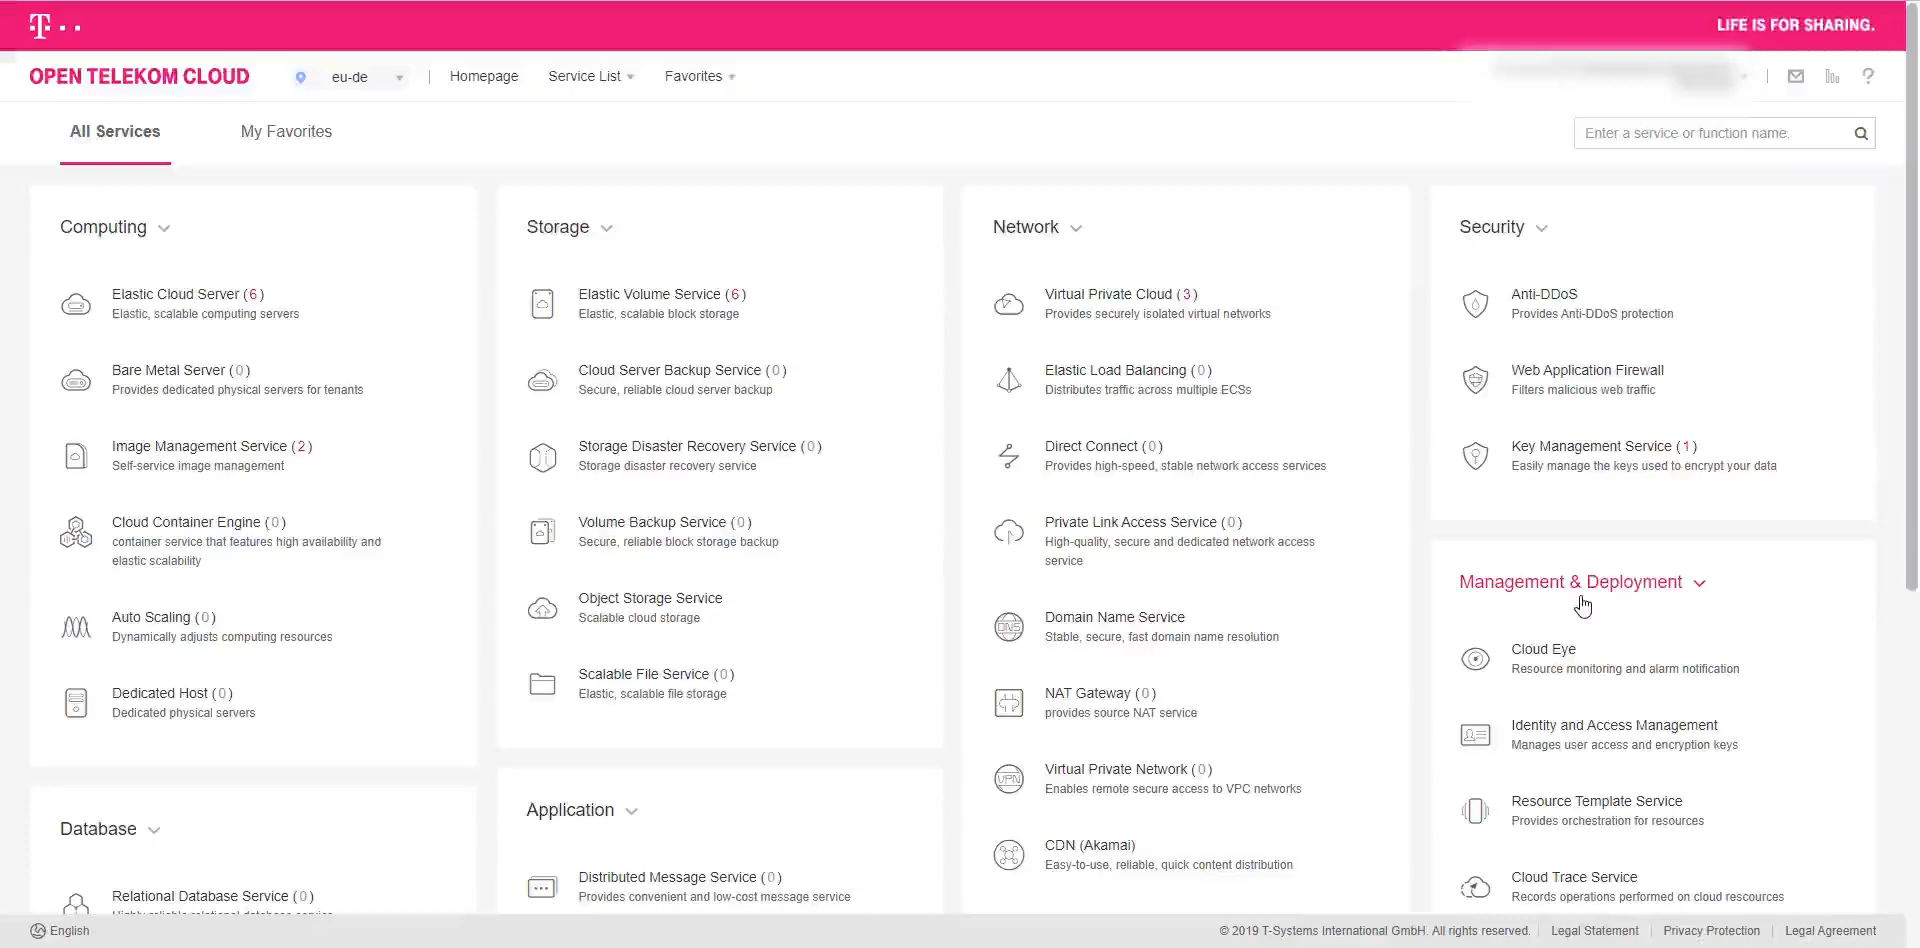 T
LIFE IS FOR SHARING.
OPEN TELEKOM CLOUD
eu-de
Homepage
Service List
Favorites
?
All Services
My Favorites
Enter a service or function name.
Computing
Elastic Cloud Server (6)
Elastic, scalable computing servers
Bare Metal Server (0)
Provides dedicated physical servers for tenants
Image Management Service (2)
Self-service image management
Cloud Container Engine (0)
container service that features high availability and
elastic scalability
Auto Scaling (0)
Dynamically adjusts computing resources
Dedicated Host (0)
Dedicated physical servers
Database
Relational Database Service (0)
Storage
Elastic Volume Service (6)
Elastic, scalable block storage
Cloud Server Backup Service (0)
Secure, reliable cloud server backup
Storage Disaster Recovery Service (0)
Storage disaster recovery service
Volume Backup Service (0)
Secure, reliable block storage backup
Object Storage Service
Scalable cloud storage
Scalable File Service (0)
Elastic, scalable file storage
Application
Distributed Message Service (0)
Provides convenient and low-cost message service
Network
Virtual Private Cloud (3)
Provides securely isolated virtual networks
Elastic Load Balancing (0)
Distributes traffic across multiple ECSs
Direct Connect (0)
Provides high-speed, stable network access services
Private Link Access Service (0)
High-quality, secure and dedicated network access
service
DNS
Domain Name Service
Stable, secure, fast domain name resolution
NAT Gateway (0)
provides source NAT service
VPN
Virtual Private Network (0)
Enables remote secure access to VPC networks
CDN (Akamai)
Easy-to-use, reliable, quick content distribution
Security
Anti-DDoS
Provides Anti-DDoS protection
Web Application Firewall
Filters malicious web traffic
Key Management Service (1)
Easily manage the keys used to encrypt your data
Management & Deployment
Cloud Eye
Resource monitoring and alarm notification
Identity and Access Management
Manages user access and encryption keys
Resource Template Service
Provides orchestration for resources
Cloud Trace Service
Records operations performed on cloud rescources
English
© 2019 T-Systems International GmbH. All rights reserved.
Legal Statement
Privacy Protection
Legal Agreement